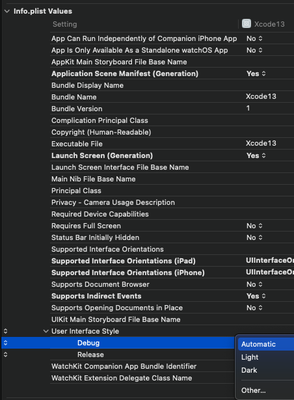 Info.plist Values
Setting Xcode13
App Can Run Independently of Companion iPhone App No
App Is Only Available As a Standalone watchOS App No
AppKit Main Storyboard File Base Name
Application Scene Manifest (Generation) Yes
Bundle Display Name
Bundle Name Xcode13
Bundle Version 1
Complication Principal Class
Copyright (Human-Readable)
Executable File Xcode13
Launch Screen (Generation) Yes
Launch Screen Interface File Base Name
Main Nib File Base Name
Principal Class
Privacy - Camera Usage Description
Required Device Capabilities
Requires Full Screen No
Status Bar Initially Hidden No
Supported Interface Orientations
Supported Interface Orientations (iPad) UIInterfaceO
Supported Interface Orientations (iPhone) UIInterfaceO
Supports Document Browser No
Supports Indirect Events Yes
Supports Opening Documents in Place No
UIKit Main Storyboard File Base Name
User Interface Style
Debug Automatic
Release Light
WatchKit Companion App Bundle Identifier Dark
WatchKit Extension Delegate Class Name
Other...